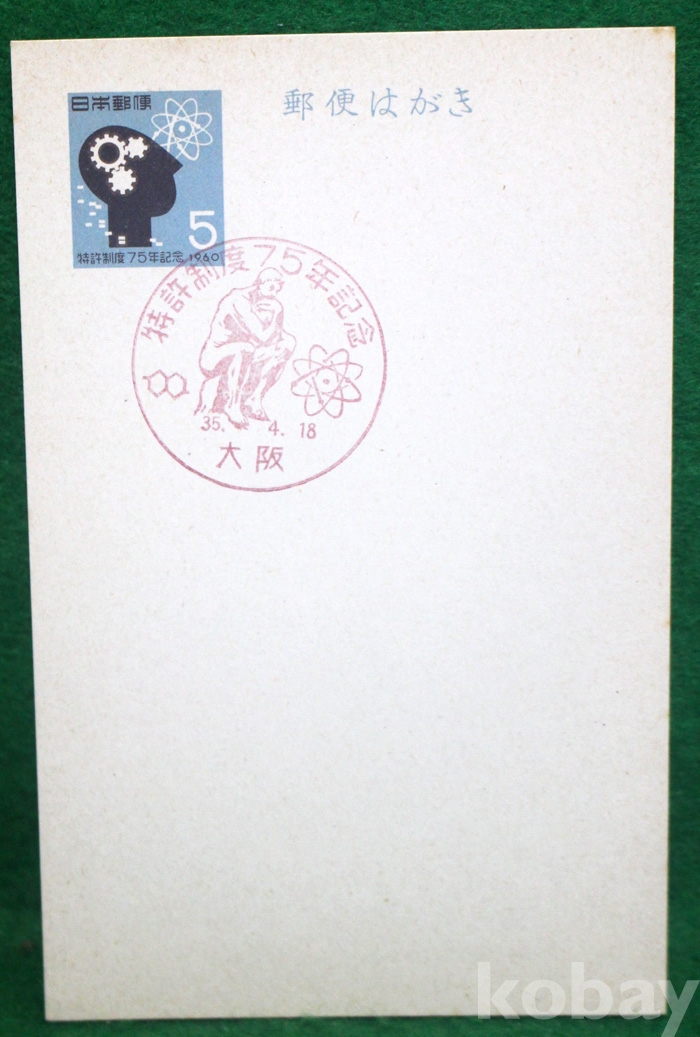 日本郵便
5
特許制度75年記念 1960
郵便はがき
特許制度75年記念
35. 4. 18
大阪
kobay